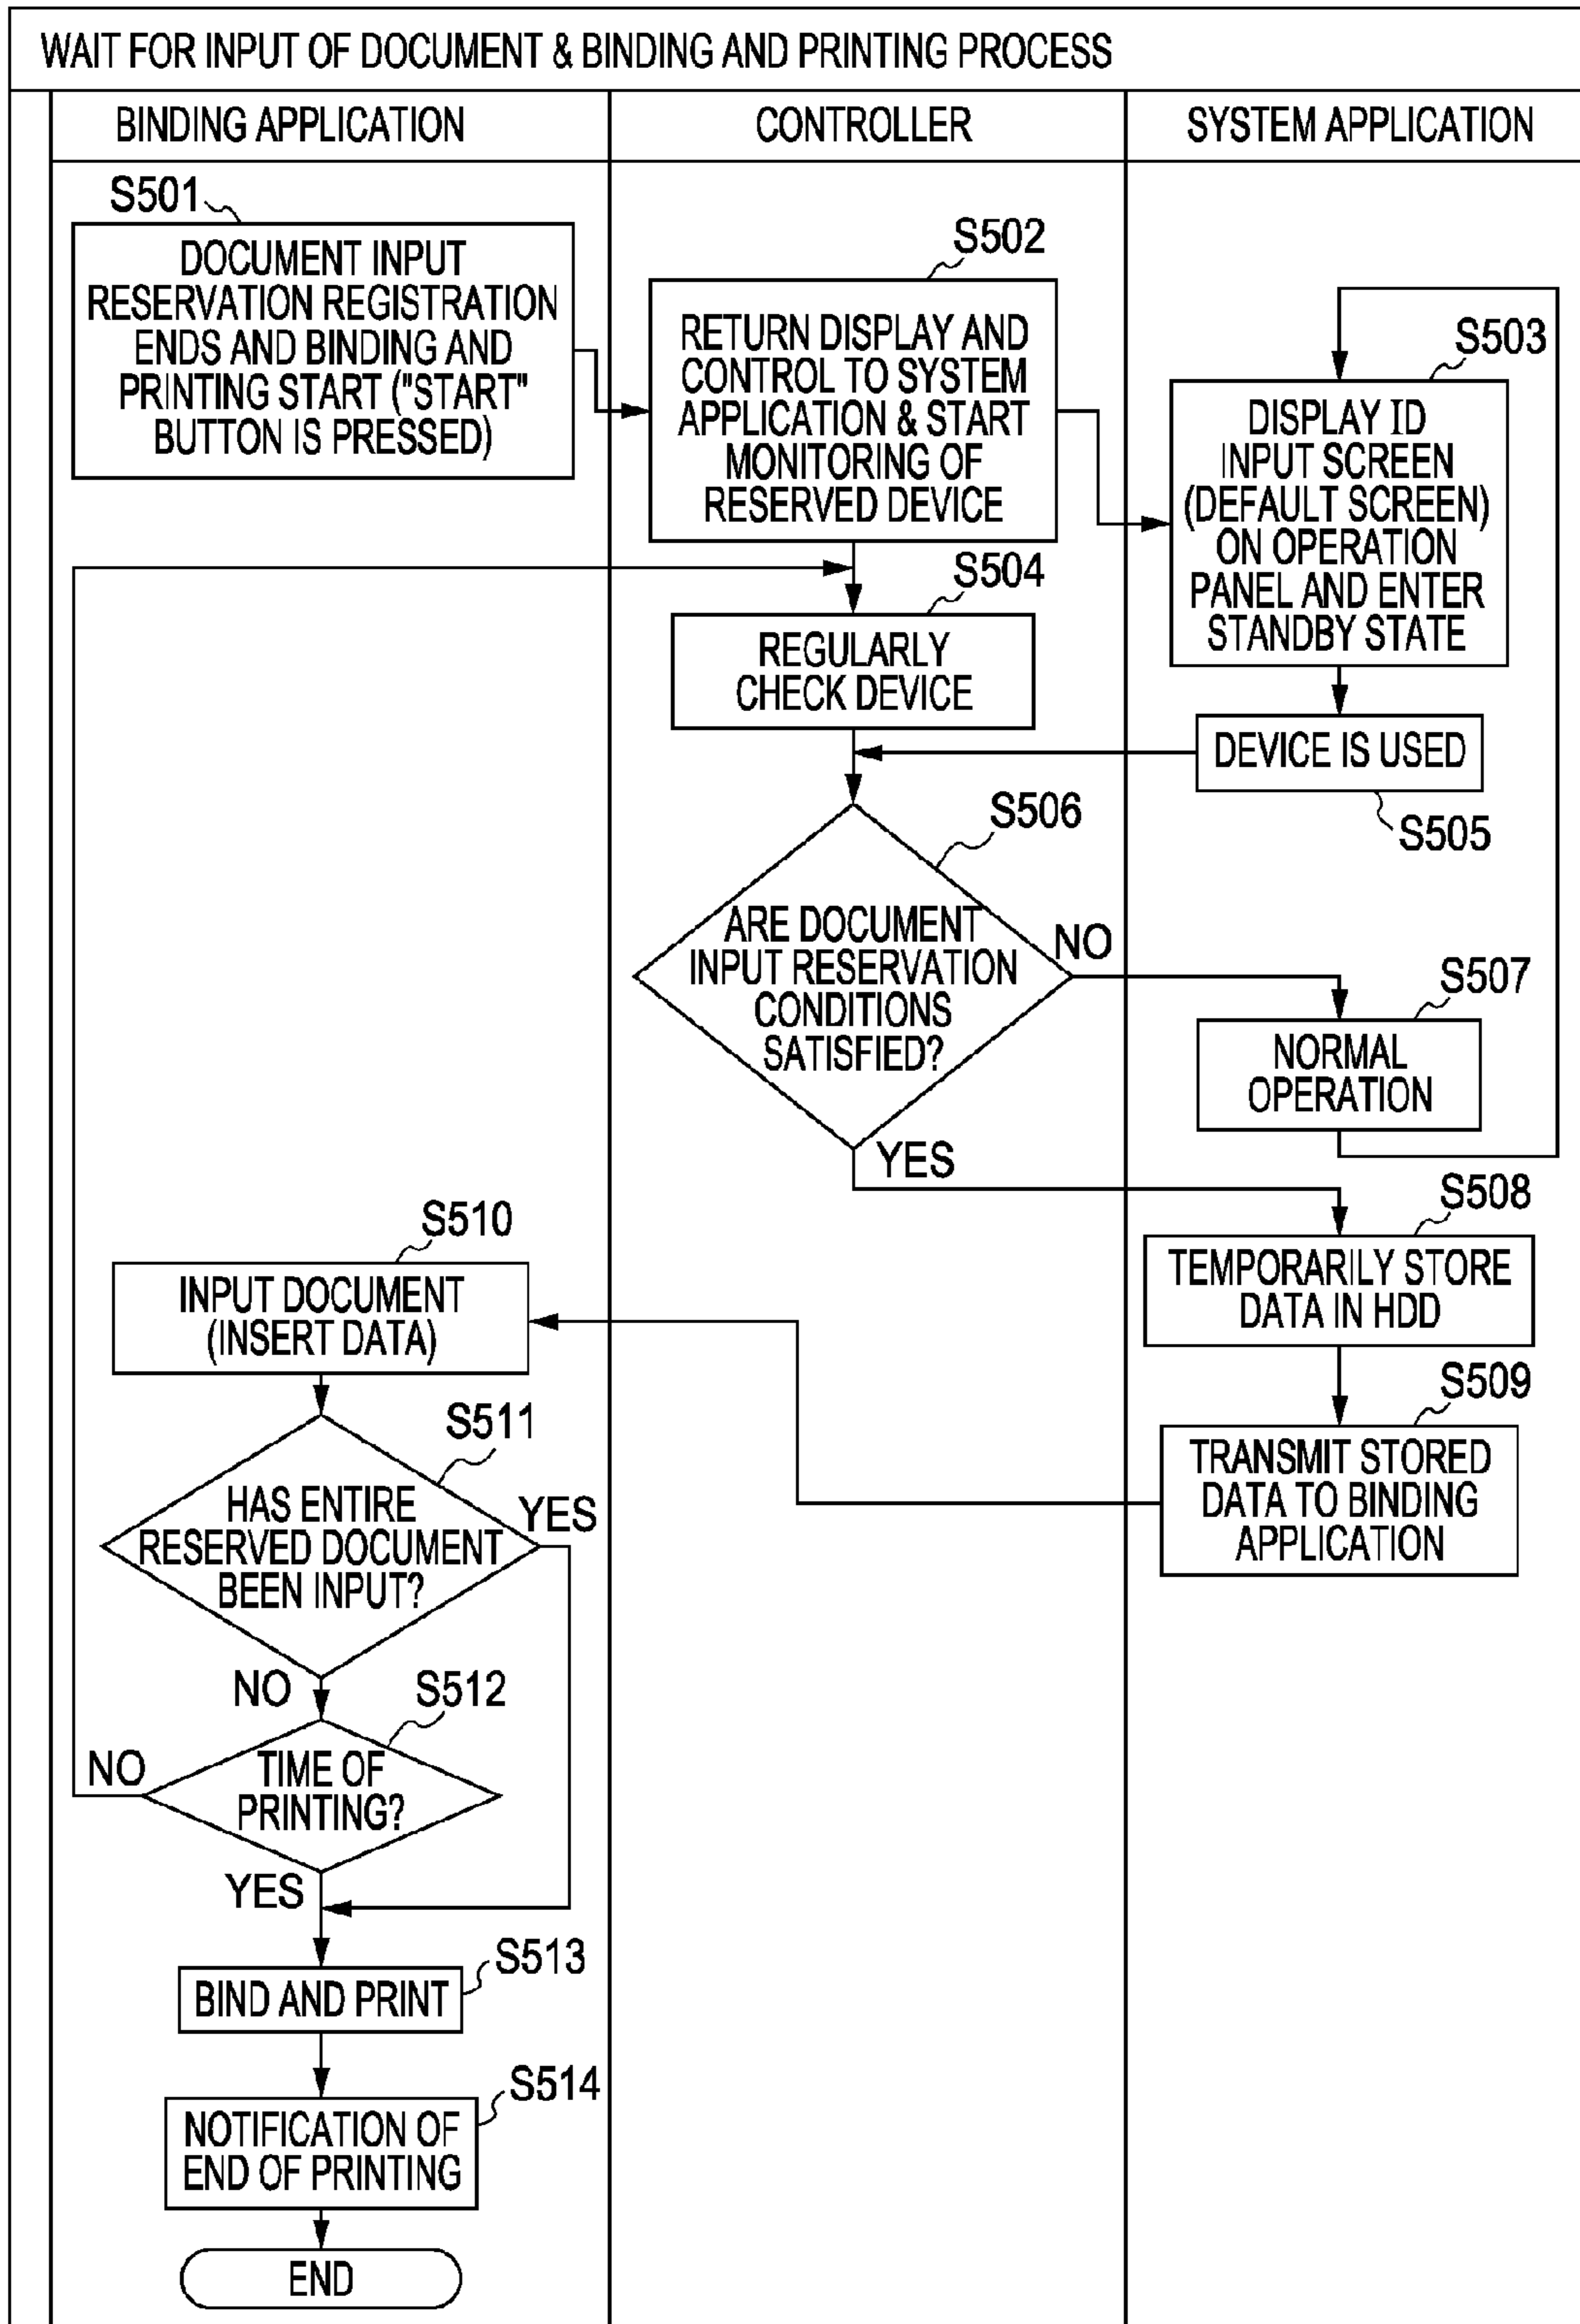 WAIT FOR INPUT OF DOCUMENT & BINDING AND PRINTING PROCESS
BINDING APPLICATION
CONTROLLER
SYSTEM APPLICATION
S501
DOCUMENT INPUT
RESERVATION REGISTRATION
ENDS AND BINDING AND
PRINTING START ("START"
BUTTON IS PRESSED)
S502
RETURN DISPLAY AND
CONTROL TO SYSTEM
APPLICATION & START
MONITORING OF
RESERVED DEVICE
S503
DISPLAY ID
INPUT SCREEN
(DEFAULT SCREEN)
ON OPERATION
PANEL AND ENTER
STANDBY STATE
S504
REGULARLY
CHECK DEVICE
DEVICE IS USED
S505
S506
ARE DOCUMENT
INPUT RESERVATION
CONDITIONS
SATISFIED?
NO
YES
S507
NORMAL
OPERATION
S508
TEMPORARILY STORE
DATA IN HDD
S509
TRANSMIT STORED
DATA TO BINDING
APPLICATION
S510
INPUT DOCUMENT
(INSERT DATA)
S511
HAS ENTIRE
RESERVED DOCUMENT
BEEN INPUT?
YES
NO
S512
TIME OF
PRINTING?
NO
YES
S513
BIND AND PRINT
S514
NOTIFICATION OF
END OF PRINTING
END